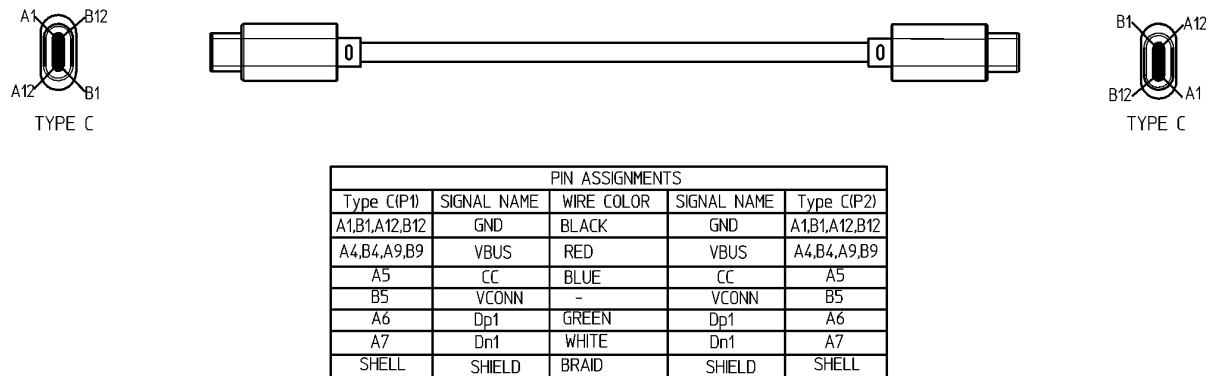 A1 B12 B1 A12
A12 B1 B12 A1
TYPE C TYPE C
0 0
PIN ASSIGNMENTS
Type C(P1) SIGNAL NAME WIRE COLOR SIGNAL NAME Type C(P2)
A1,B1,A12,B12 GND BLACK GND A1,B1,A12,B12
A4,B4,A9,B9 VBUS RED VBUS A4,B4,A9,B9
A5 CC BLUE CC A5
B5 VCONN - VCONN B5
A6 Dp1 GREEN Dp1 A6
A7 Dn1 WHITE Dn1 A7
SHELL SHIELD BRAID SHIELD SHELL